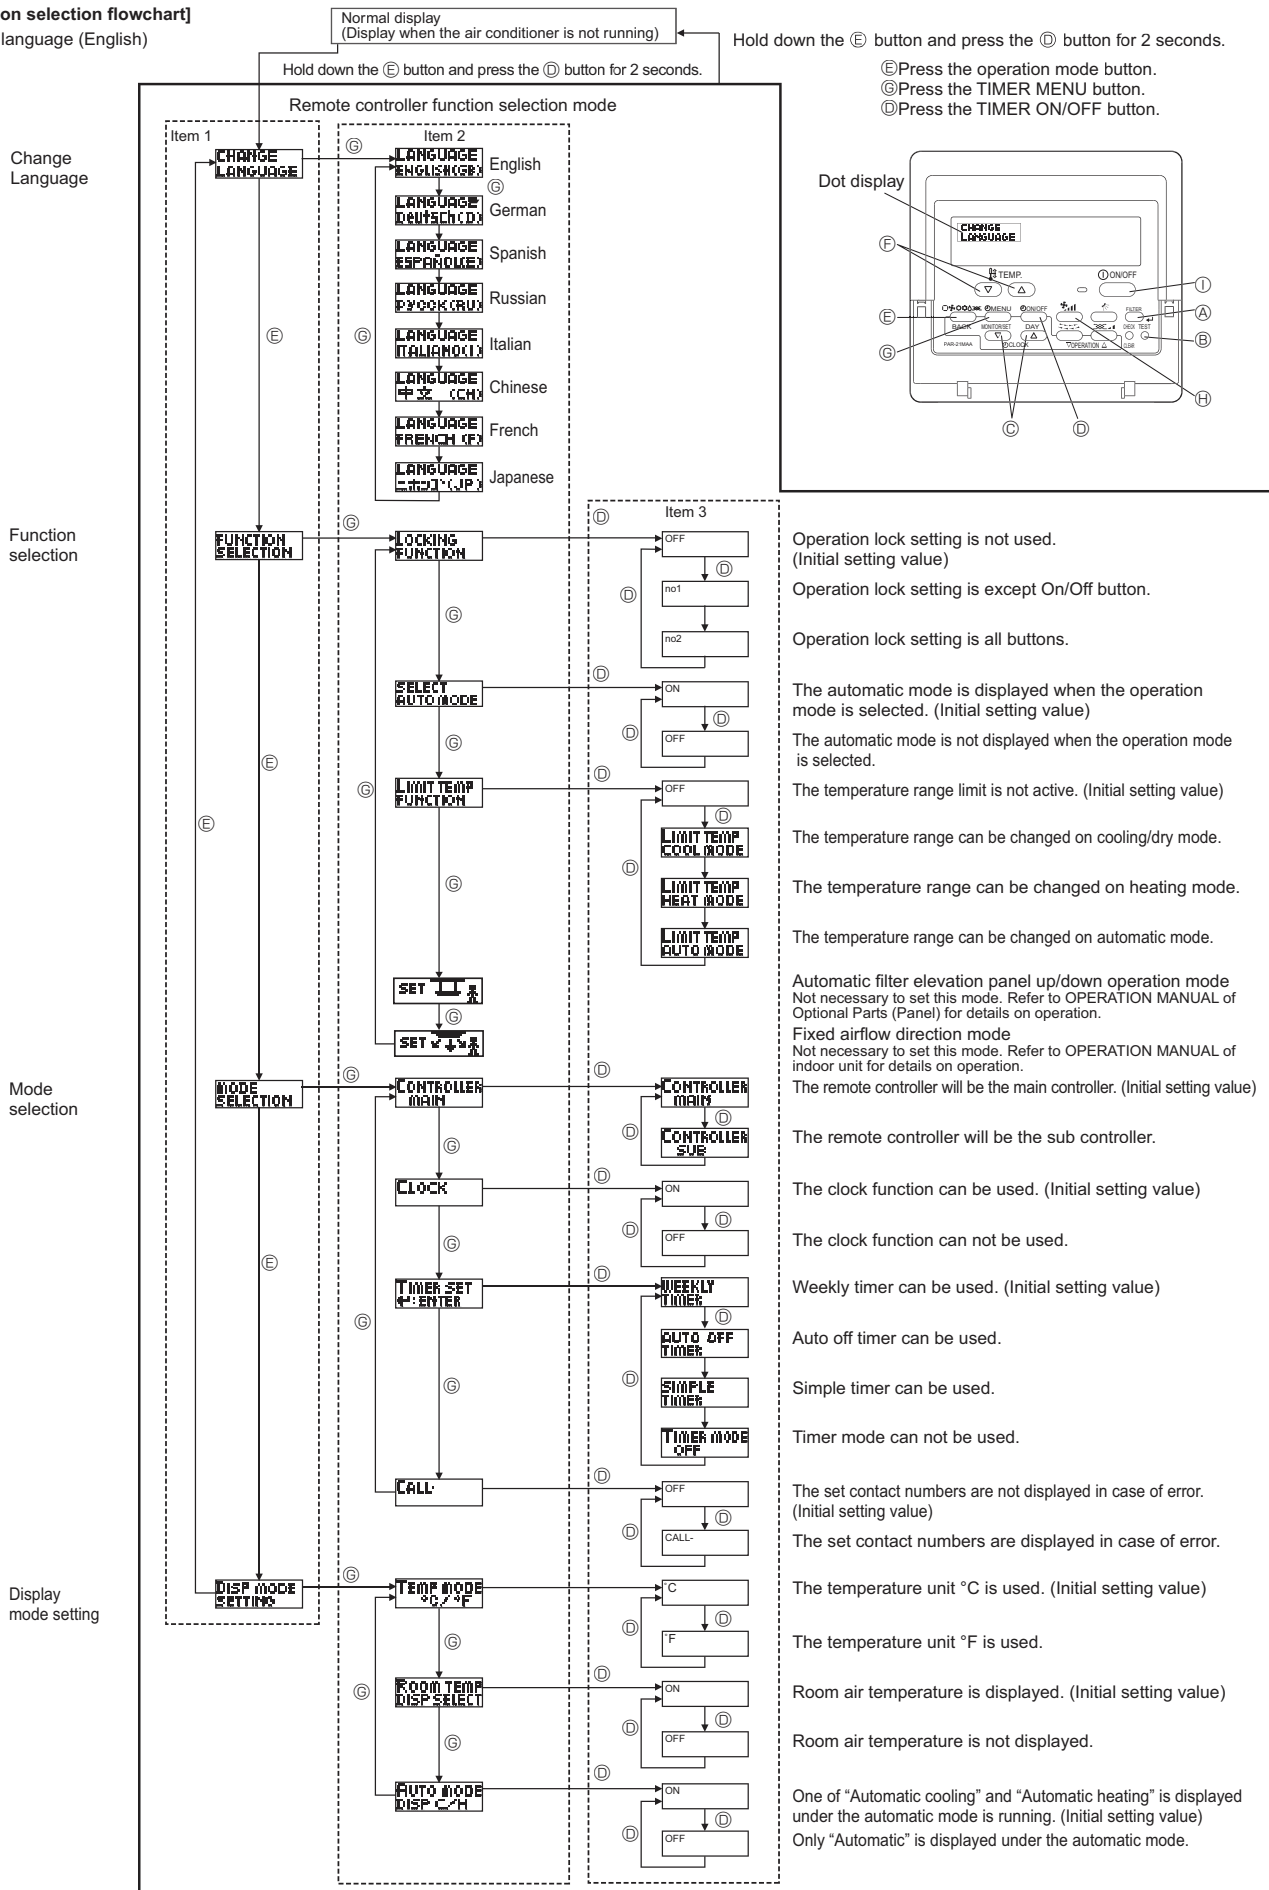 on selection flowchart]
language (English)
Normal display
(Display when the air conditioner is not running)
Hold down the Ⓔ button and press the Ⓓ button for 2 seconds.
Hold down the Ⓔ button and press the Ⓓ button for 2 seconds.
ⒺPress the operation mode button.
ⒼPress the TIMER MENU button.
ⒹPress the TIMER ON/OFF button.
Remote controller function selection mode
Item 1
Item 2
Change
Language
CHANGE
LANGUAGE
Ⓖ
LANGUAGE
ENGLISH(GB)
English
Ⓖ
LANGUAGE
Deutsch(D)
German
LANGUAGE
ESPAÑOL(E)
Spanish
LANGUAGE
РУССК(RU)
Russian
Ⓔ
Ⓖ
LANGUAGE
ITALIANO(I)
Italian
LANGUAGE
中文 (CH)
Chinese
LANGUAGE
FRENCH (F)
French
LANGUAGE
ニホンゴ(JP)
Japanese
Dot display
CHANGE
LANGUAGE
Ⓕ
TEMP.
ON/OFF
Ⓘ
Ⓔ
MENU
ON/OFF
FILTER
Ⓐ
BACK
MONITOR/SET
DAY
CHECK TEST
Ⓑ
Ⓖ
PAR-21MAA
CLOCK
▽OPERATION △
CLEAR
Ⓗ
Ⓒ
Ⓓ
Item 3
Function
selection
FUNCTION
SELECTION
Ⓖ
LOCKING
FUNCTION
Ⓓ
OFF
Operation lock setting is not used.
(Initial setting value)
Ⓓ
Ⓓ
no1
Operation lock setting is except On/Off button.
Ⓖ
no2
Operation lock setting is all buttons.
SELECT
AUTO MODE
Ⓓ
ON
The automatic mode is displayed when the operation
mode is selected. (Initial setting value)
Ⓓ
Ⓓ
Ⓖ
OFF
The automatic mode is not displayed when the operation mode
is selected.
Ⓔ
Ⓖ
LIMIT TEMP
FUNCTION
Ⓓ
OFF
The temperature range limit is not active. (Initial setting value)
Ⓓ
Ⓔ
LIMIT TEMP
COOL MODE
The temperature range can be changed on cooling/dry mode.
Ⓓ
Ⓖ
LIMIT TEMP
HEAT MODE
The temperature range can be changed on heating mode.
LIMIT TEMP
AUTO MODE
The temperature range can be changed on automatic mode.
SET
Automatic filter elevation panel up/down operation mode
Not necessary to set this mode. Refer to OPERATION MANUAL of
Optional Parts (Panel) for details on operation.
Ⓖ
SET
Fixed airflow direction mode
Not necessary to set this mode. Refer to OPERATION MANUAL of
indoor unit for details on operation.
Mode
selection
MODE
SELECTION
Ⓖ
CONTROLLER
MAIN
Ⓓ
CONTROLLER
MAIN
The remote controller will be the main controller. (Initial setting value)
Ⓓ
Ⓓ
Ⓖ
CONTROLLER
SUB
The remote controller will be the sub controller.
CLOCK
Ⓓ
ON
The clock function can be used. (Initial setting value)
Ⓓ
Ⓓ
Ⓖ
OFF
The clock function can not be used.
Ⓔ
TIMER SET
↵:ENTER
Ⓓ
WEEKLY
TIMER
Weekly timer can be used. (Initial setting value)
Ⓖ
Ⓓ
AUTO OFF
TIMER
Auto off timer can be used.
Ⓖ
Ⓓ
SIMPLE
TIMER
Simple timer can be used.
TIMER MODE
OFF
Timer mode can not be used.
CALL-
Ⓓ
OFF
The set contact numbers are not displayed in case of error.
(Initial setting value)
Ⓓ
Ⓓ
CALL-
The set contact numbers are displayed in case of error.
Display
mode setting
DISP MODE
SETTING
Ⓖ
TEMP MODE
°C/°F
Ⓓ
°C
The temperature unit °C is used. (Initial setting value)
Ⓓ
Ⓓ
Ⓖ
°F
The temperature unit °F is used.
Ⓖ
ROOM TEMP
DISP SELECT
Ⓓ
ON
Room air temperature is displayed. (Initial setting value)
Ⓓ
Ⓓ
Ⓖ
OFF
Room air temperature is not displayed.
AUTO MODE
DISP C/H
Ⓓ
ON
One of “Automatic cooling” and “Automatic heating” is displayed
under the automatic mode is running. (Initial setting value)
Ⓓ
Ⓓ
OFF
Only “Automatic” is displayed under the automatic mode.